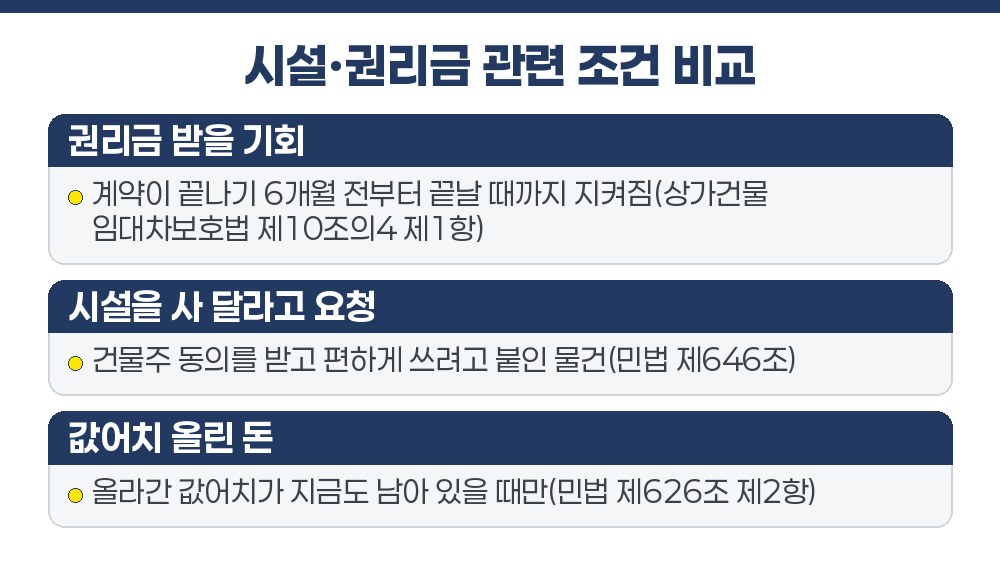 시설·권리금 관련 조건 비교
권리금 받을 기회
계약이 끝나기 6개월 전부터 끝날 때까지 지켜짐(상가건물
임대차보호법 제10조의4 제1항)
시설을 사 달라고 요청
건물주 동의를 받고 편하게 쓰려고 붙인 물건(민법 제646조)
값어치 올린 돈
올라간 값어치가 지금도 남아 있을 때만(민법 제626조 제2항)